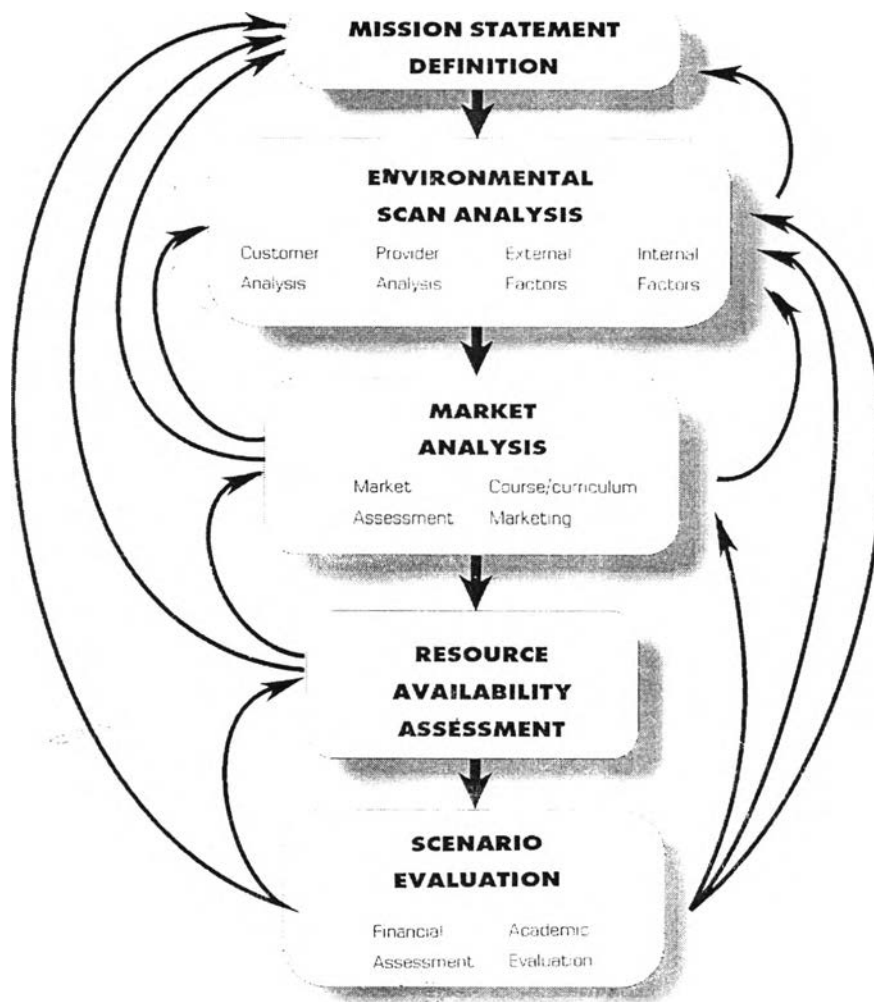 MISSION STATEMENT
DEFINITION
ENVIRONMENTAL
SCAN ANALYSIS
Customer Provider External Internal
Analysis Analysis Factors Factors
MARKET
ANALYSIS
Market Course/curriculum
Assessment Marketing
RESOURCE
AVAILABILITY
ASSESSMENT
SCENARIO
EVALUATION
Financial Academic
Assessment Evaluation